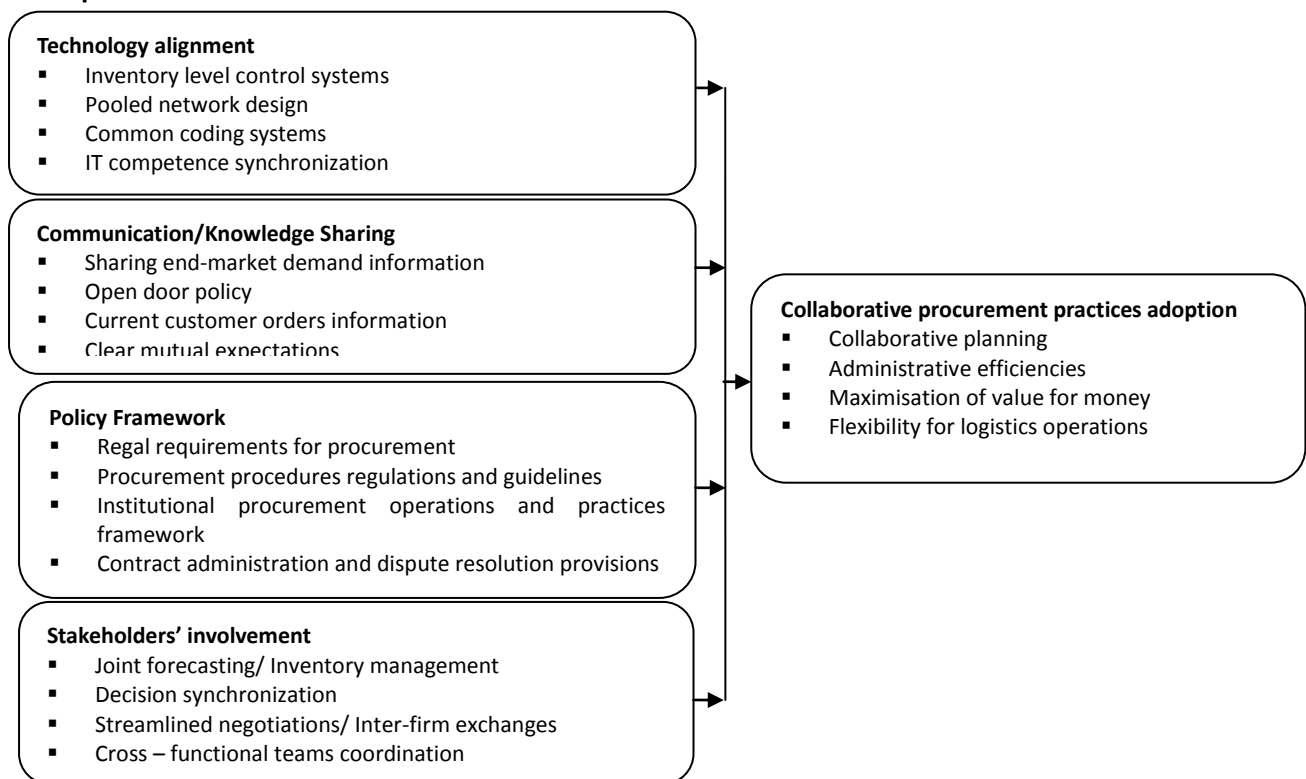 Technology alignment
▪ Inventory level control systems
▪ Pooled network design
▪ Common coding systems
▪ IT competence synchronization
Communication/Knowledge Sharing
▪ Sharing end-market demand information
▪ Open door policy
▪ Current customer orders information
▪ Clear mutual expectations
Policy Framework
▪ Regal requirements for procurement
▪ Procurement procedures regulations and guidelines
▪ Institutional procurement operations and practices
framework
▪ Contract administration and dispute resolution provisions
Stakeholders’ involvement
▪ Joint forecasting/ Inventory management
▪ Decision synchronization
▪ Streamlined negotiations/ Inter-firm exchanges
▪ Cross – functional teams coordination
Collaborative procurement practices adoption
▪ Collaborative planning
▪ Administrative efficiencies
▪ Maximisation of value for money
▪ Flexibility for logistics operations